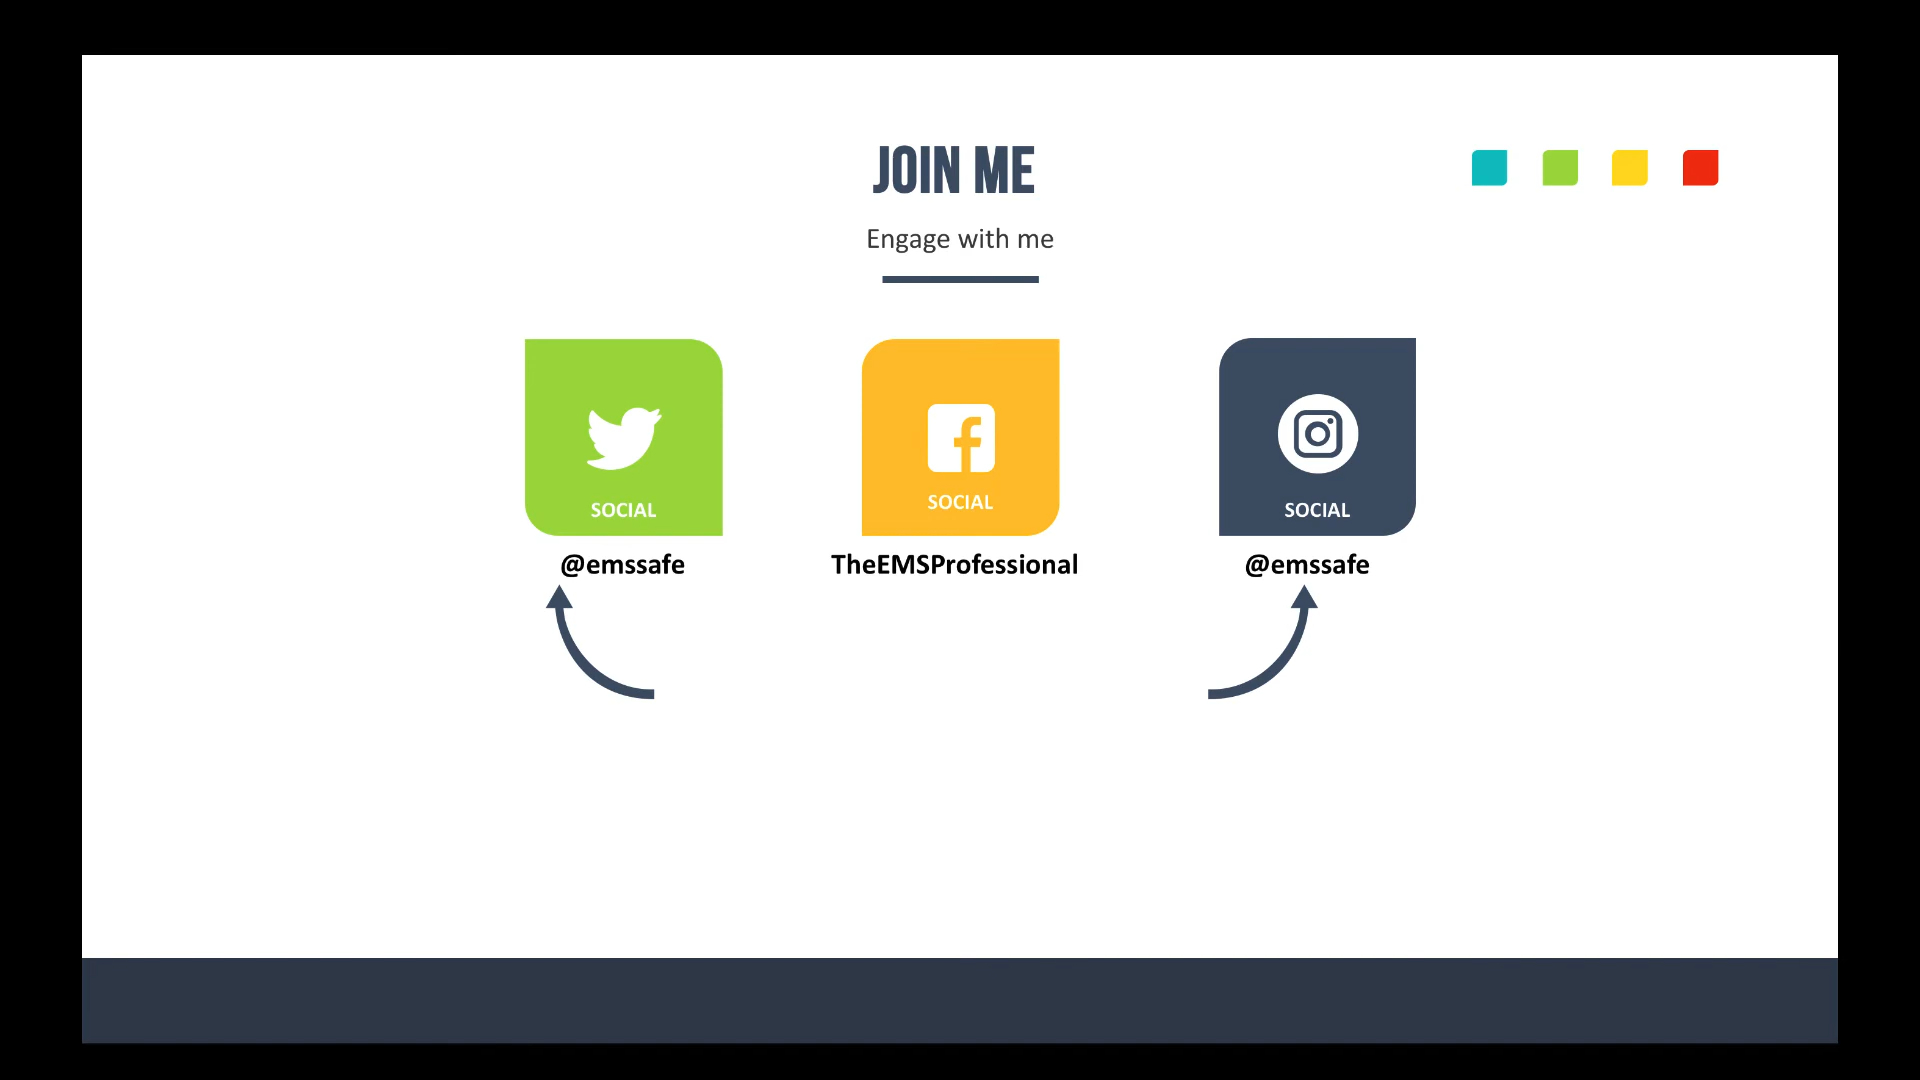 JOIN ME
Engage with me
SOCIAL
SOCIAL
SOCIAL
@emssafe
TheEMSProfessional
@emssafe